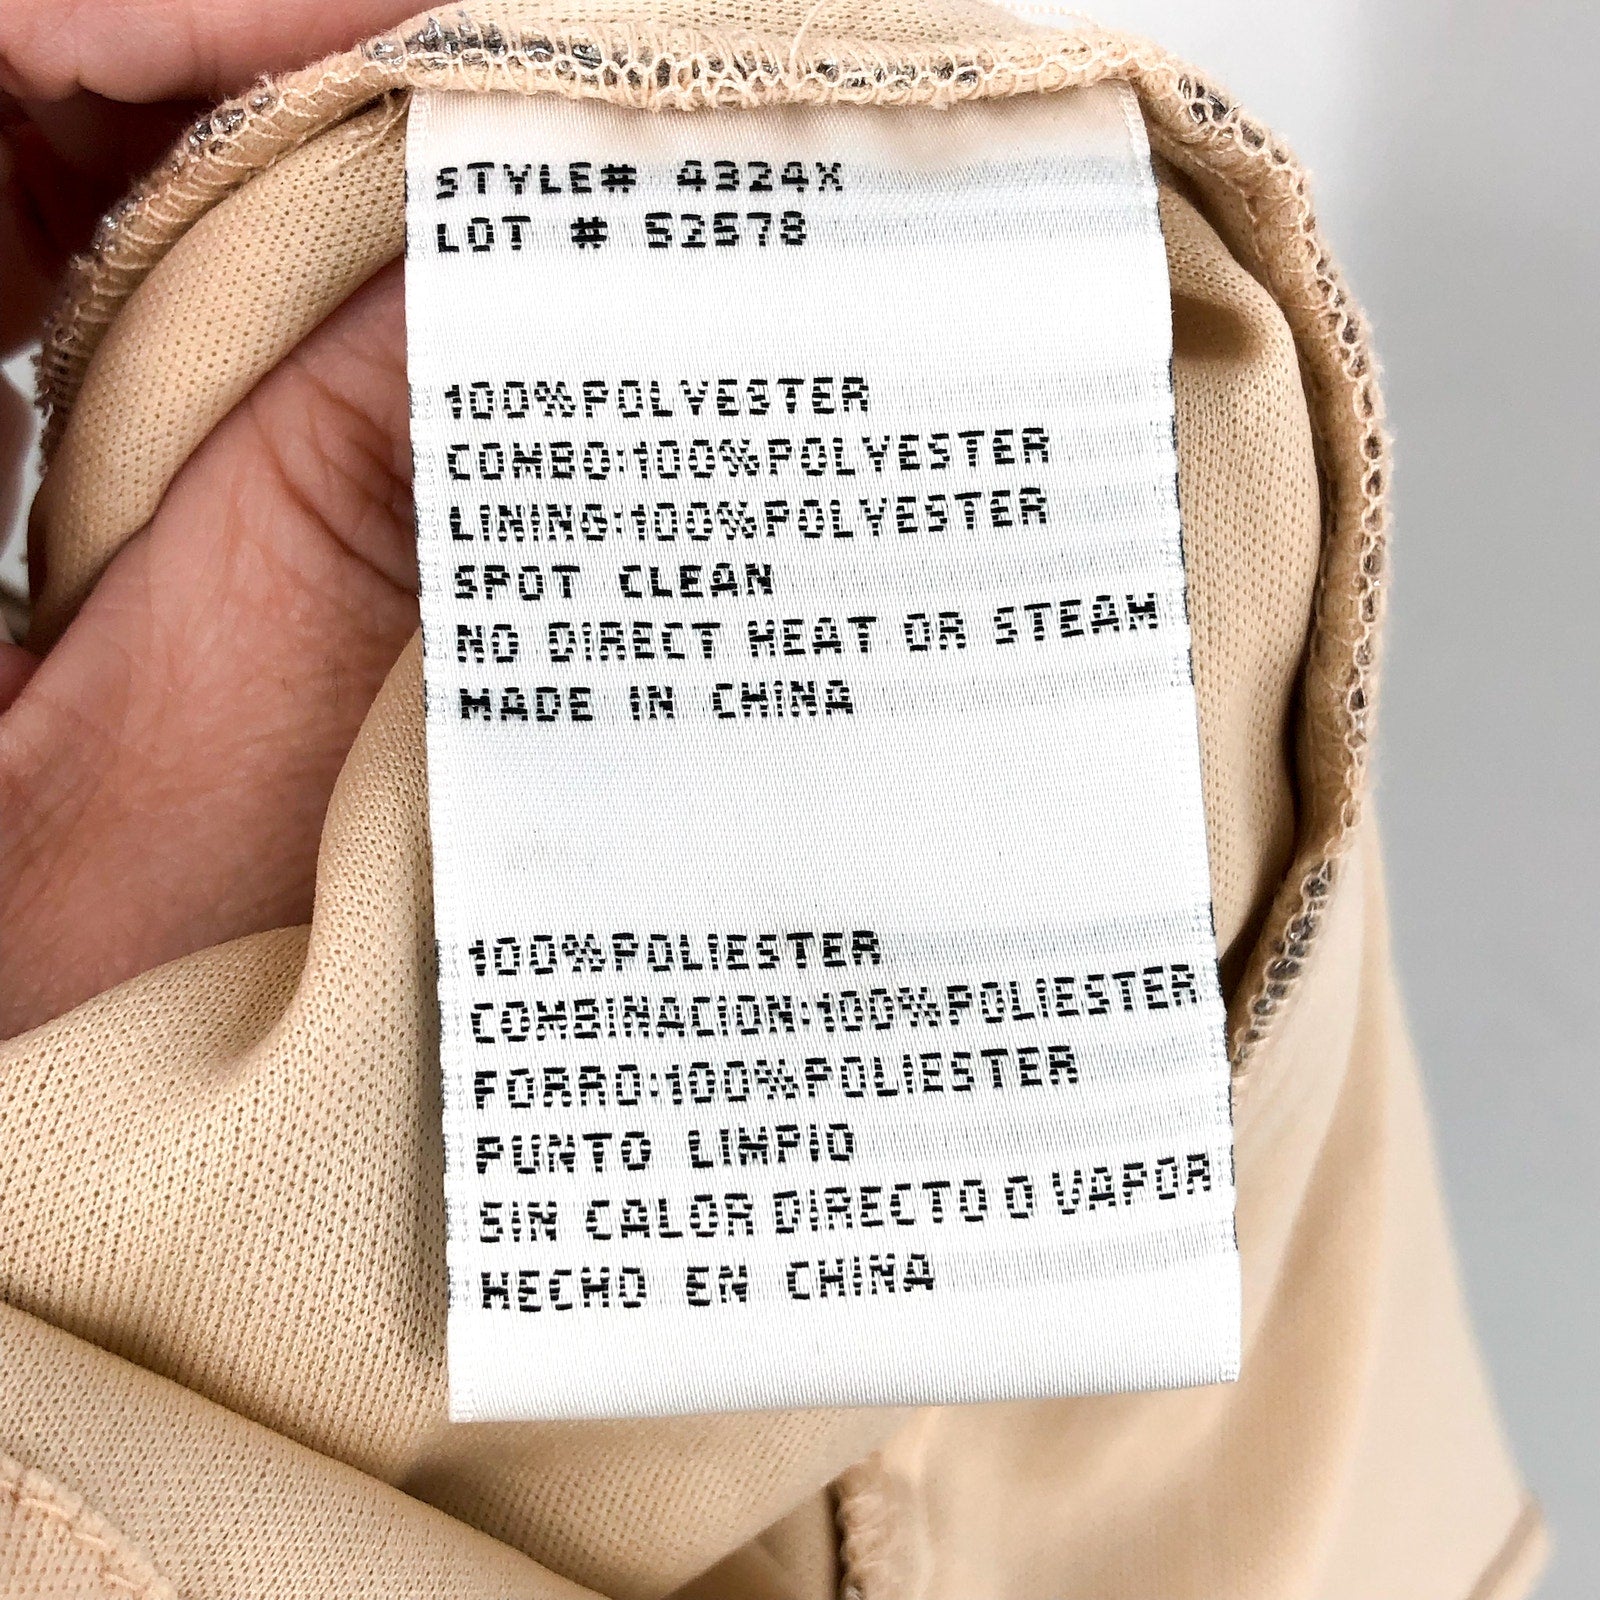 STYLE# 4324X
LOT # 52578
100%POLYESTER
COMBO:100%POLYESTER
LINING:100%POLYESTER
SPOT CLEAN
NO DIRECT HEAT OR STEAM
MADE IN CHINA
100%POLIESTER
COMBINACION:100%POLIESTER
FORRO:100%POLIESTER
PUNTO LIMPIO
SIN CALOR DIRECTO O VAPOR
HECHO EN CHINA